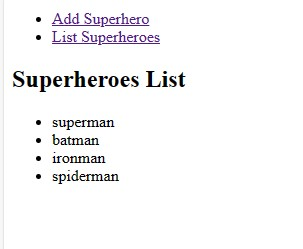 Add Superhero
List Superheroes
Superheroes List
superman
batman
ironman
spiderman